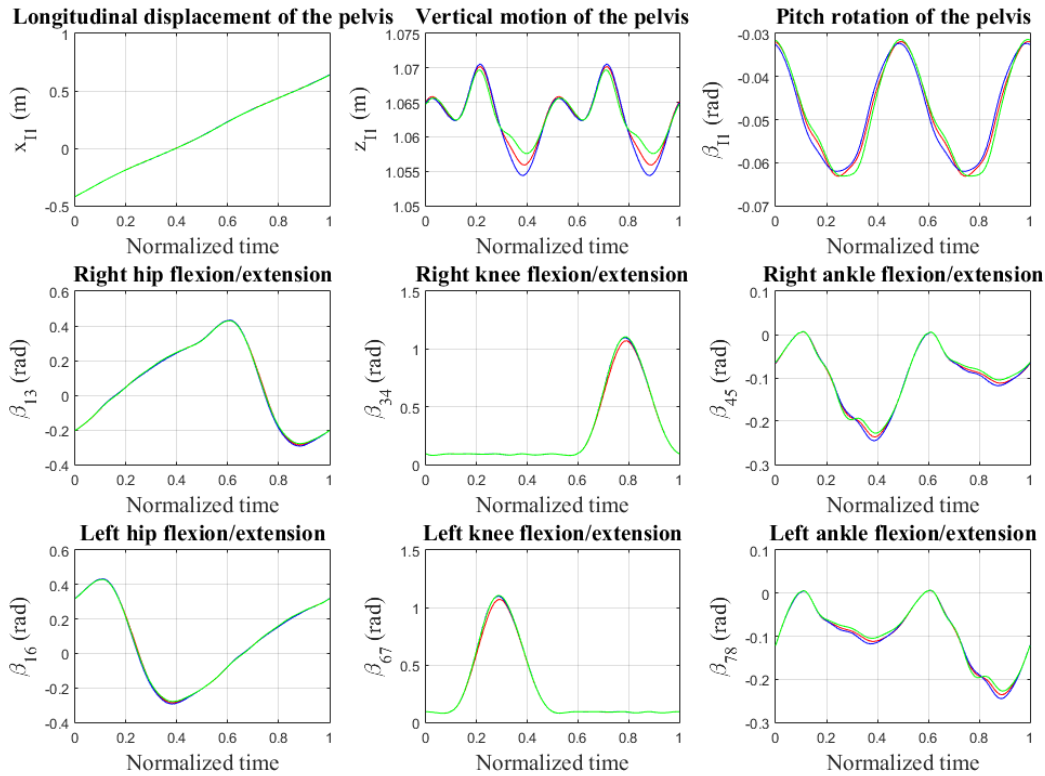 Longitudinal displacement of the pelvis
1
0.5
0
-0.5
x_I1 (m)
0 0.2 0.4 0.6 0.8 1
Normalized time
Vertical motion of the pelvis
1.075
1.07
1.065
1.06
1.055
1.05
z_I1 (m)
0 0.2 0.4 0.6 0.8 1
Normalized time
Pitch rotation of the pelvis
-0.03
-0.04
-0.05
-0.06
-0.07
β_I1 (rad)
0 0.2 0.4 0.6 0.8 1
Normalized time
Right hip flexion/extension
0.6
0.4
0.2
0
-0.2
-0.4
β_13 (rad)
0 0.2 0.4 0.6 0.8 1
Normalized time
Right knee flexion/extension
1.5
1
0.5
0
β_34 (rad)
0 0.2 0.4 0.6 0.8 1
Normalized time
Right ankle flexion/extension
0.1
0
-0.1
-0.2
-0.3
β_45 (rad)
0 0.2 0.4 0.6 0.8 1
Normalized time
Left hip flexion/extension
0.6
0.4
0.2
0
-0.2
-0.4
β_16 (rad)
0 0.2 0.4 0.6 0.8 1
Normalized time
Left knee flexion/extension
1.5
1
0.5
0
β_67 (rad)
0 0.2 0.4 0.6 0.8 1
Normalized time
Left ankle flexion/extension
0.1
0
-0.1
-0.2
-0.3
β_78 (rad)
0 0.2 0.4 0.6 0.8 1
Normalized time